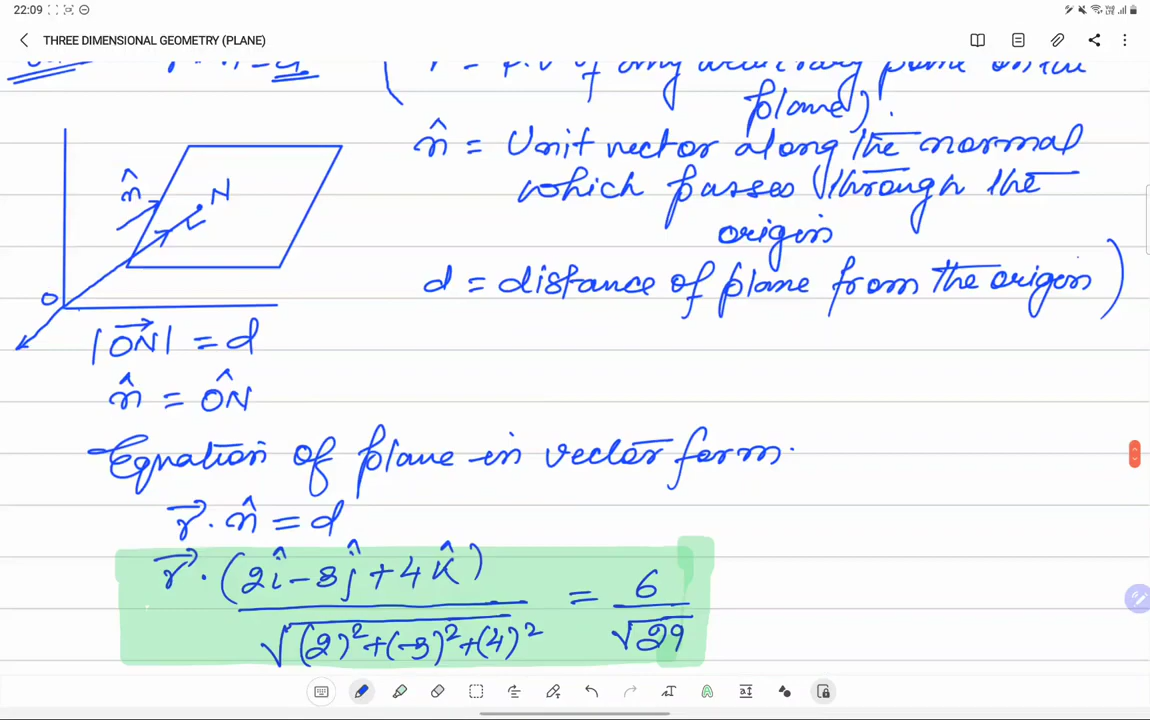 22:09
THREE DIMENSIONAL GEOMETRY (PLANE)
plane).
n̂ = Unit vector along the normal
which passes through the
origin
d = distance of plane from the origin)
n̂
N
O
|ON⃗| = d
n̂ = ON̂
Equation of plane in vector form.
r⃗ . n̂ = d
r⃗ . (2î - 3ĵ + 4k̂) / √(2)² + (-3)² + (4)² = 6 / √29